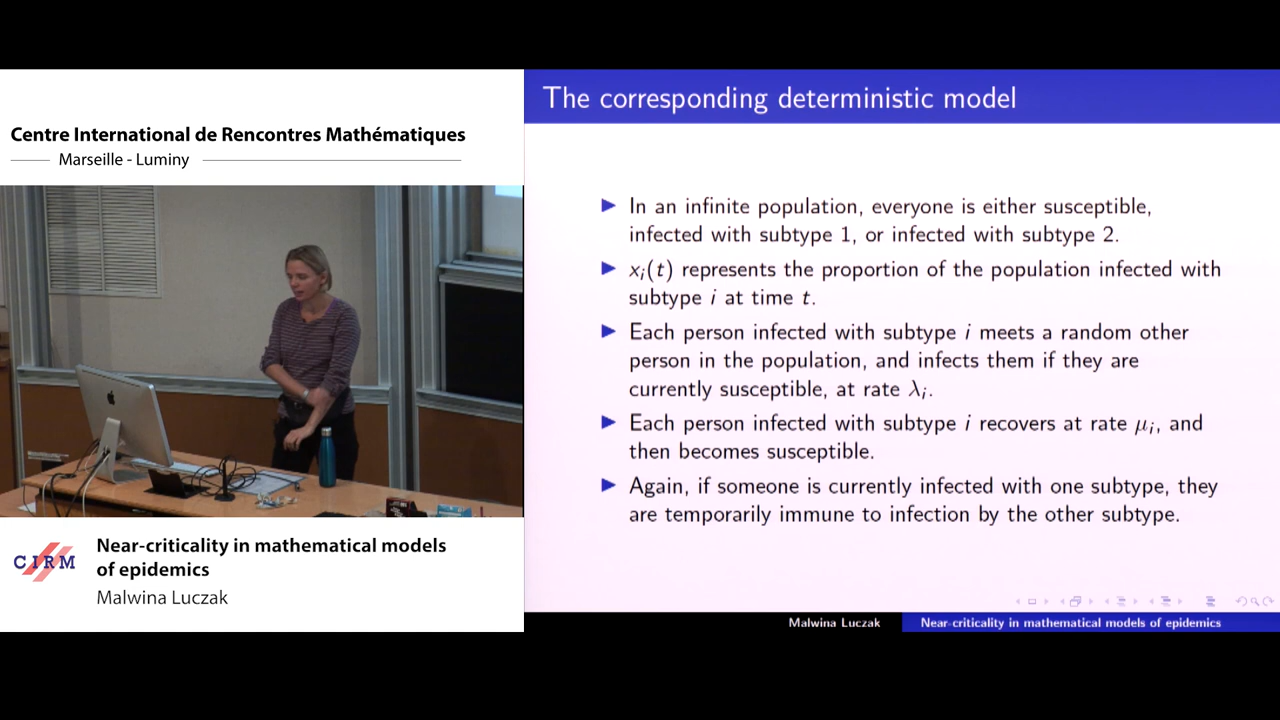 Centre International de Rencontres Mathématiques
Marseille - Luminy
CIRM
Near-criticality in mathematical models
of epidemics
Malwina Luczak
The corresponding deterministic model
In an infinite population, everyone is either susceptible,
infected with subtype 1, or infected with subtype 2.
xᵢ(t) represents the proportion of the population infected with
subtype i at time t.
Each person infected with subtype i meets a random other
person in the population, and infects them if they are
currently susceptible, at rate λᵢ.
Each person infected with subtype i recovers at rate μᵢ, and
then becomes susceptible.
Again, if someone is currently infected with one subtype, they
are temporarily immune to infection by the other subtype.
Malwina Luczak
Near-criticality in mathematical models of epidemics